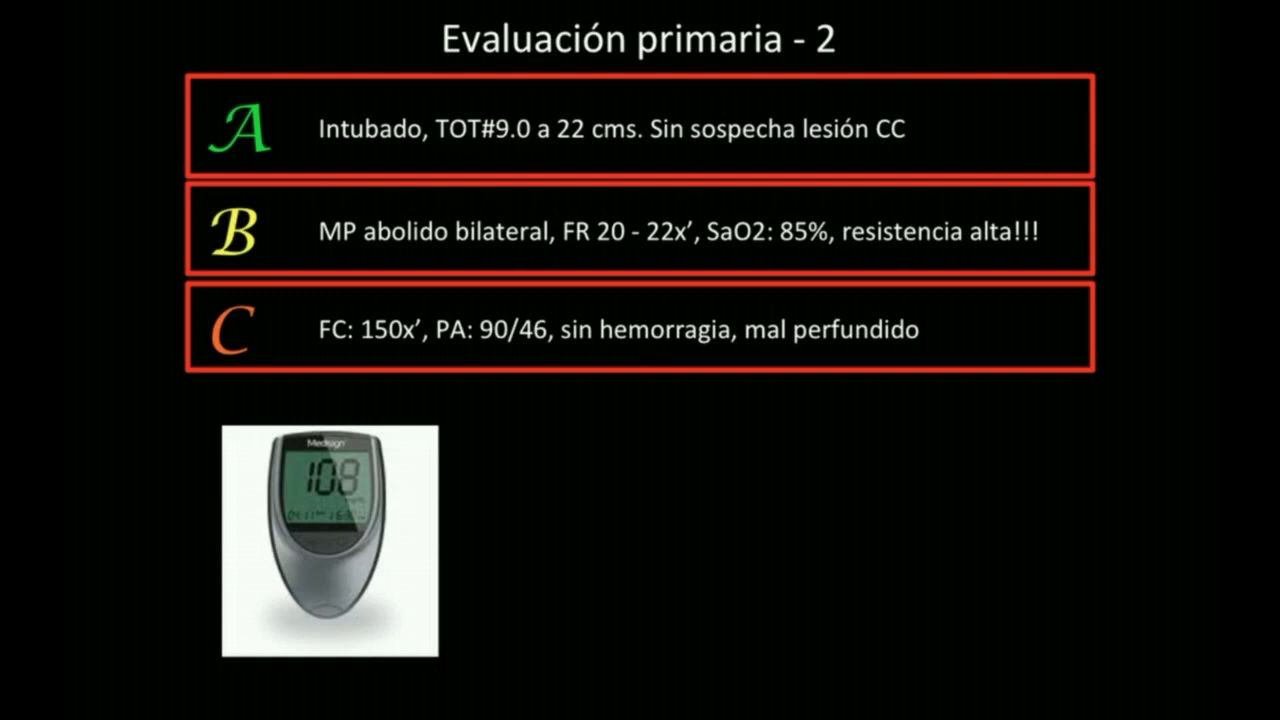 Evaluación primaria - 2
A Intubado, TOT#9.0 a 22 cms. Sin sospecha lesión CC
B MP abolido bilateral, FR 20 - 22x’, SaO2: 85%, resistencia alta!!!
C FC: 150x’, PA: 90/46, sin hemorragia, mal perfundido
Medisign
108